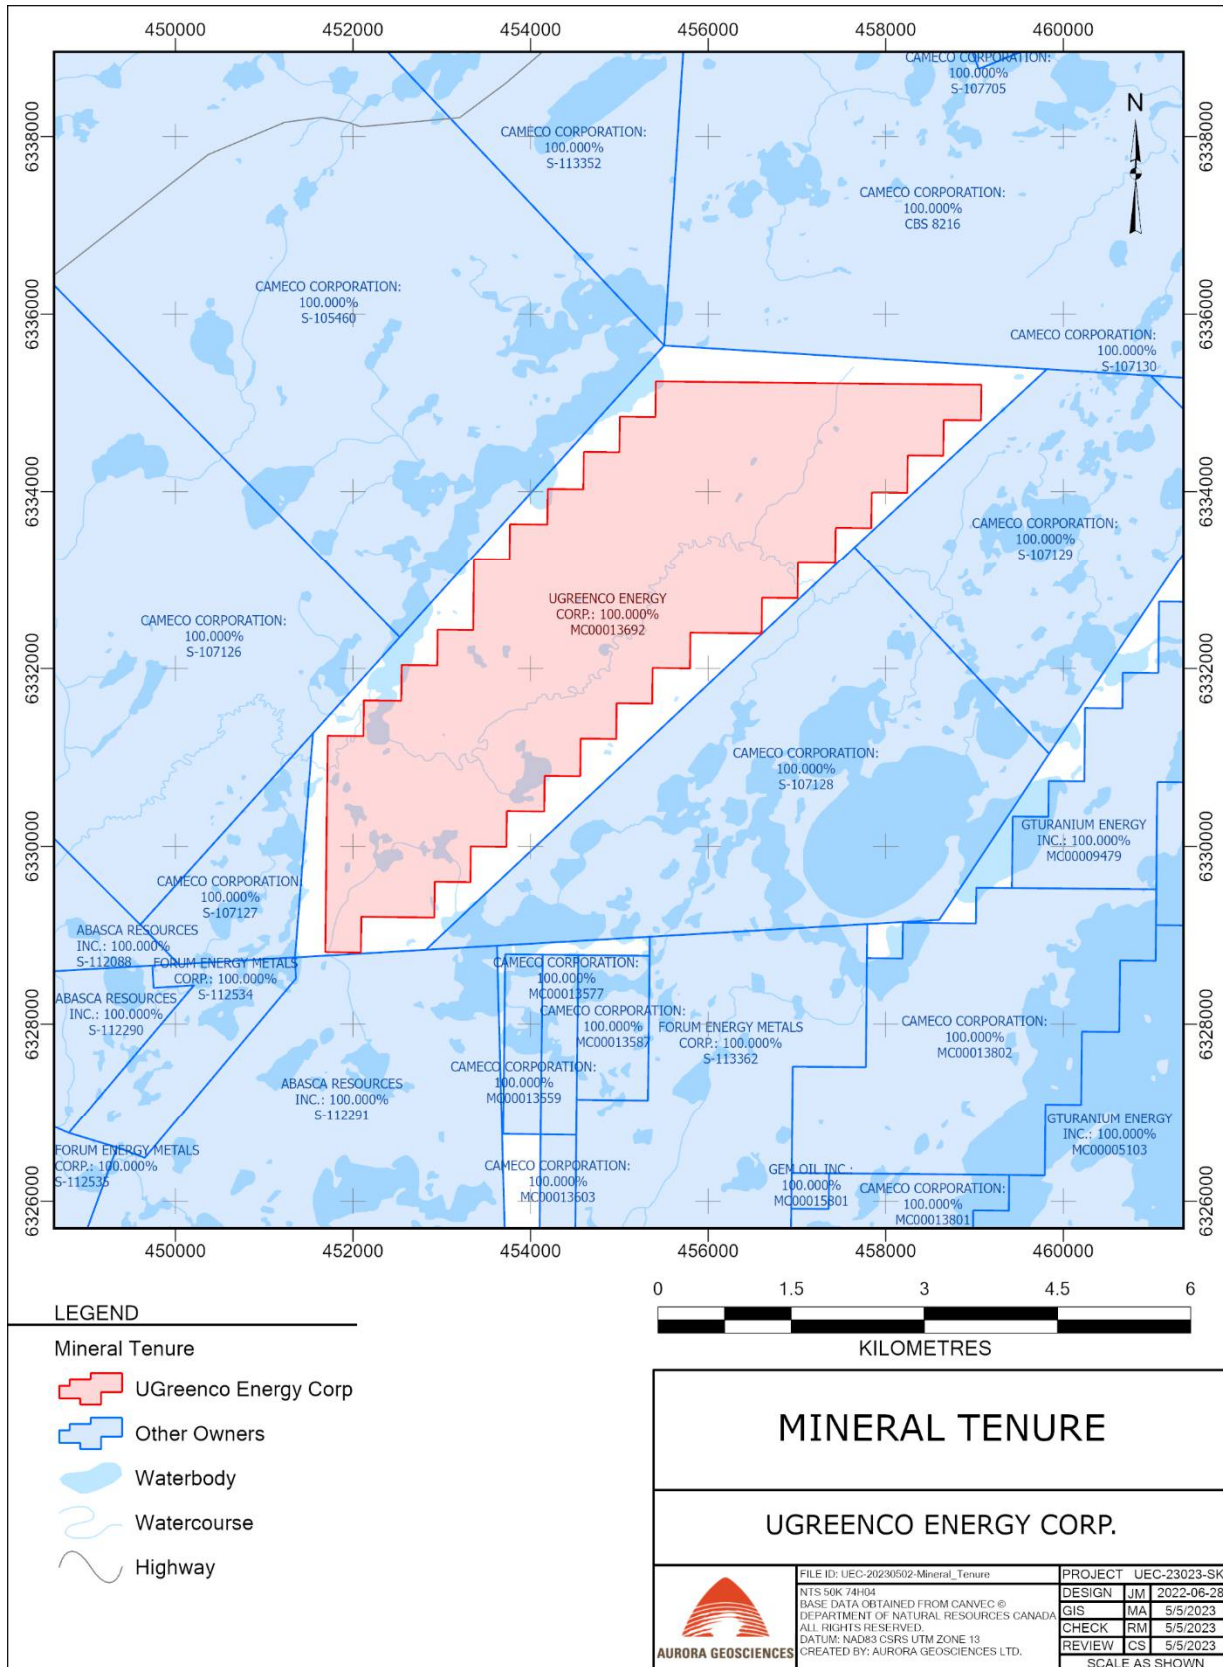 450000
452000
454000
456000
458000
460000
6338000
6336000
6334000
6332000
6330000
6328000
6326000
6338000
6336000
6334000
6332000
6330000
6328000
6326000
CAMECO CORPORATION:
100.000%
S-107705
N
CAMECO CORPORATION:
100.000%
S-113352
CAMECO CORPORATION:
100.000%
CBS 8216
CAMECO CORPORATION:
100.000%
S-105460
CAMECO CORPORATION:
100.000%
S-107130
CAMECO CORPORATION:
100.000%
S-107129
UGREENCO ENERGY
CORP.: 100.000%
MC00013692
CAMECO CORPORATION:
100.000%
S-107126
CAMECO CORPORATION:
100.000%
S-107128
GTURANIUM ENERGY
INC.: 100.000%
MC00009479
CAMECO CORPORATION:
100.000%
S-107127
ABASCA RESOURCES
INC.: 100.000%
S-112088
FORUM ENERGY METALS
CORP.: 100.000%
S-112534
ABASCA RESOURCES
INC.: 100.000%
S-112290
CAMECO CORPORATION:
100.000%
MC00013577
CAMECO CORPORATION:
100.000%
MC00013587
FORUM ENERGY METALS
CORP.: 100.000%
S-113362
CAMECO CORPORATION:
100.000%
MC00013802
CAMECO CORPORATION:
100.000%
MC00013559
ABASCA RESOURCES
INC.: 100.000%
S-112291
GTURANIUM ENERGY
INC.: 100.000%
MC00005103
FORUM ENERGY METALS
CORP.: 100.000%
S-112535
CAMECO CORPORATION:
100.000%
MC00013603
GEM OIL INC.:
100.000%
MC00015801
CAMECO CORPORATION:
100.000%
MC00013801
450000
452000
454000
456000
458000
460000
0
1.5
3
4.5
6
KILOMETRES
LEGEND
Mineral Tenure
UGreenco Energy Corp
Other Owners
Waterbody
Watercourse
Highway
MINERAL TENURE
UGREENCO ENERGY CORP.
AURORA GEOSCIENCES
FILE ID: UEC-20230502-Mineral_Tenure
NTS 50K 74H04
BASE DATA OBTAINED FROM CANVEC ©
DEPARTMENT OF NATURAL RESOURCES CANADA
ALL RIGHTS RESERVED.
DATUM: NAD83 CSRS UTM ZONE 13
CREATED BY: AURORA GEOSCIENCES LTD.
PROJECT UEC-23023-SK
DESIGN JM 2022-06-28
GIS MA 5/5/2023
CHECK RM 5/5/2023
REVIEW CS 5/5/2023
SCALE AS SHOWN